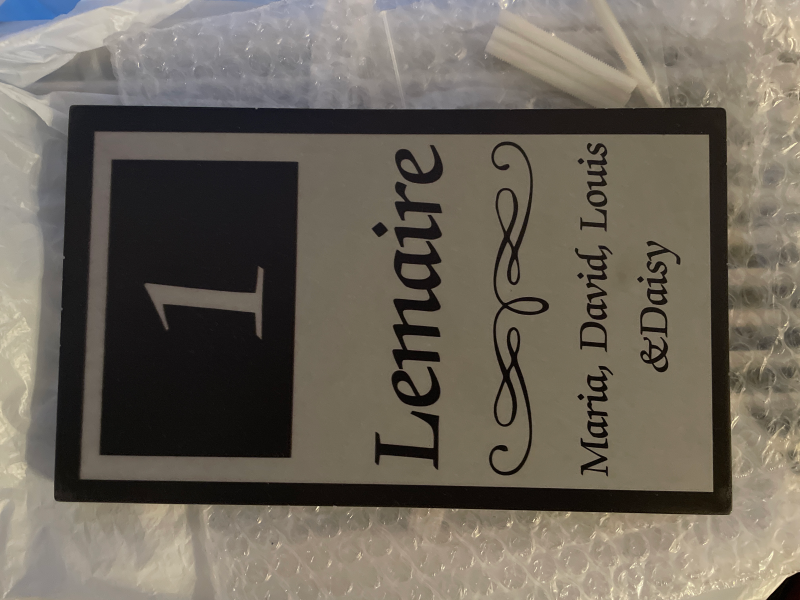 1
Lemaire
Maria, David, Louis
&Daisy